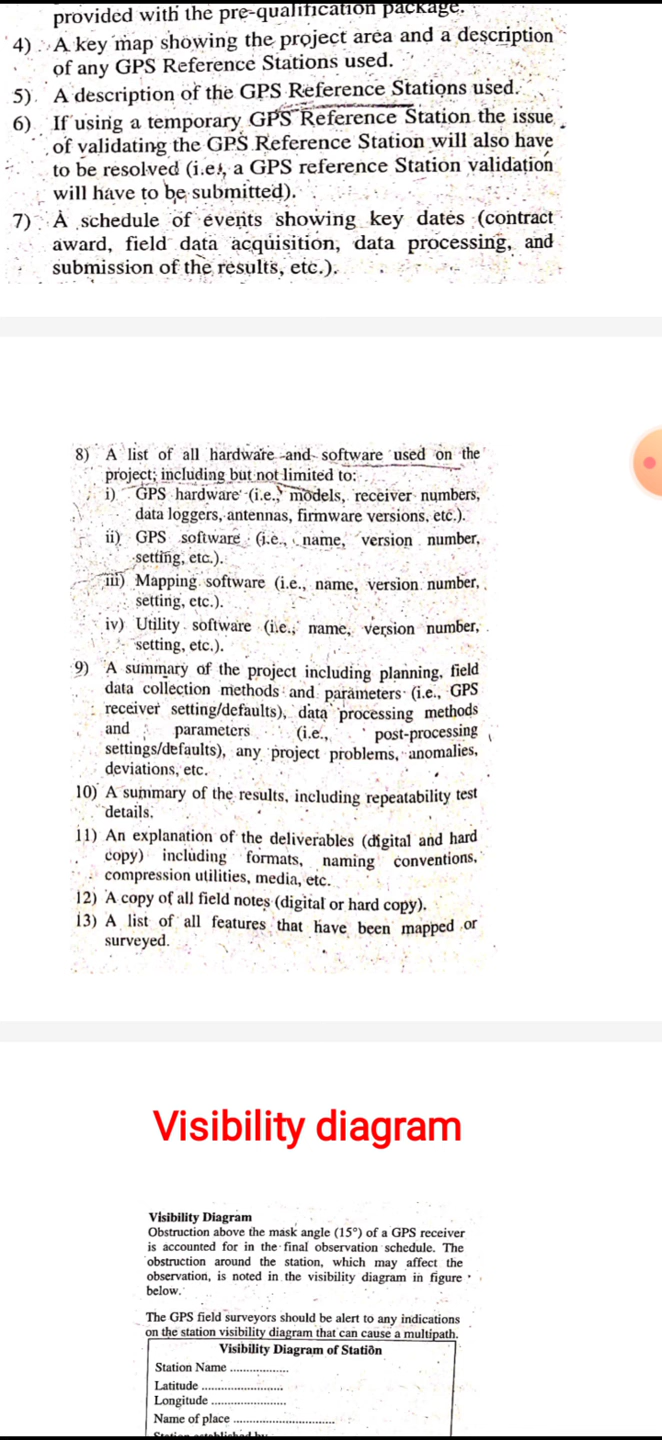 provided with the pre-qualification package.
4) A key map showing the project area and a description
of any GPS Reference Stations used.
5) A description of the GPS Reference Stations used.
6) If using a temporary GPS Reference Station the issue
of validating the GPS Reference Station will also have
to be resolved (i.e., a GPS reference Station validation
will have to be submitted).
7) A schedule of events showing key dates (contract
award, field data acquisition, data processing, and
submission of the results, etc.).
8) A list of all hardware and software used on the
project; including but not limited to:
i) GPS hardware (i.e., models, receiver numbers,
data loggers, antennas, firmware versions, etc.).
ii) GPS software (i.e., name, version number,
setting, etc.).
iii) Mapping software (i.e., name, version number,
setting, etc.).
iv) Utility software (i.e., name, version number,
setting, etc.).
9) A summary of the project including planning, field
data collection methods and parameters (i.e., GPS
receiver setting/defaults), data processing methods
and parameters (i.e., post-processing
settings/defaults), any project problems, anomalies,
deviations, etc.
10) A summary of the results, including repeatability test
details.
11) An explanation of the deliverables (digital and hard
copy) including formats, naming conventions,
compression utilities, media, etc.
12) A copy of all field notes (digital or hard copy).
13) A list of all features that have been mapped or
surveyed.
Visibility diagram
Visibility Diagram
Obstruction above the mask angle (15°) of a GPS receiver
is accounted for in the final observation schedule. The
obstruction around the station, which may affect the
observation, is noted in the visibility diagram in figure
below.
The GPS field surveyors should be alert to any indications
on the station visibility diagram that can cause a multipath.
Visibility Diagram of Station
Station Name ..................
Latitude .........................
Longitude .......................
Name of place ...............................
Station established by